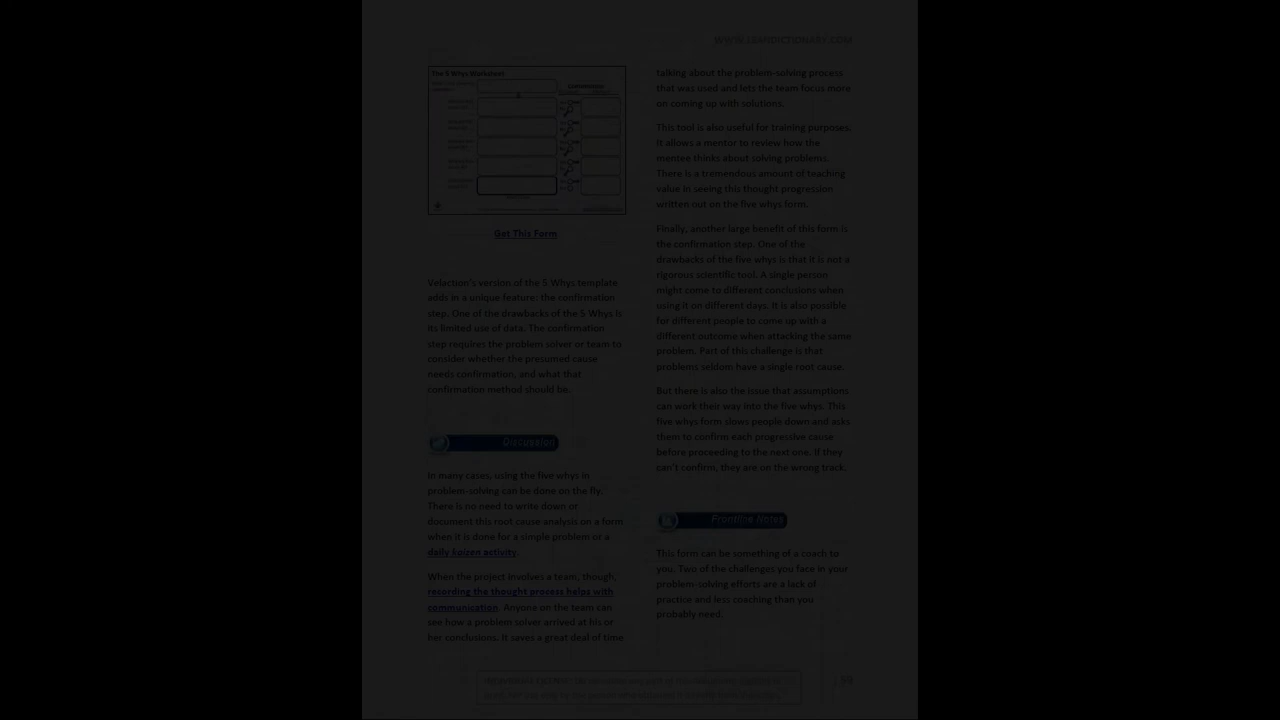 WWW.LEANDICTIONARY.COM
The 5 Whys Worksheet
Get This Form
Velaction's version of the 5 Whys template
adds in a unique feature: the confirmation
step. One of the drawbacks of the 5 Whys is
its limited use of data. The confirmation
step requires the problem solver or team to
consider whether the presumed cause
needs confirmation, and what that
confirmation method should be.
Discussion
In many cases, using the five whys in
problem-solving can be done on the fly.
There is no need to write down or
document this root cause analysis on a form
when it is done for a simple problem or a
daily kaizen activity.
When the project involves a team, though,
recording the thought process helps with
communication. Anyone on the team can
see how a problem solver arrived at his or
her conclusions. It saves a great deal of time
talking about the problem-solving process
that was used and lets the team focus more
on coming up with solutions.
This tool is also useful for training purposes.
It allows a mentor to review how the
mentee thinks about solving problems.
There is a tremendous amount of teaching
value in seeing this thought progression
written out on the five whys form.
Finally, another large benefit of this form is
the confirmation step. One of the
drawbacks of the five whys is that it is not a
rigorous scientific tool. A single person
might come to different conclusions when
using it on different days. It is also possible
for different people to come up with a
different outcome when attacking the same
problem. Part of this challenge is that
problems seldom have a single root cause.
But there is also the issue that assumptions
can work their way into the five whys. This
five whys form slows people down and asks
them to confirm each progressive cause
before proceeding to the next one. If they
can't confirm, they are on the wrong track.
Frontline Notes
This form can be something of a coach to
you. Two of the challenges you face in your
problem-solving efforts are a lack of
practice and less coaching than you
probably need.